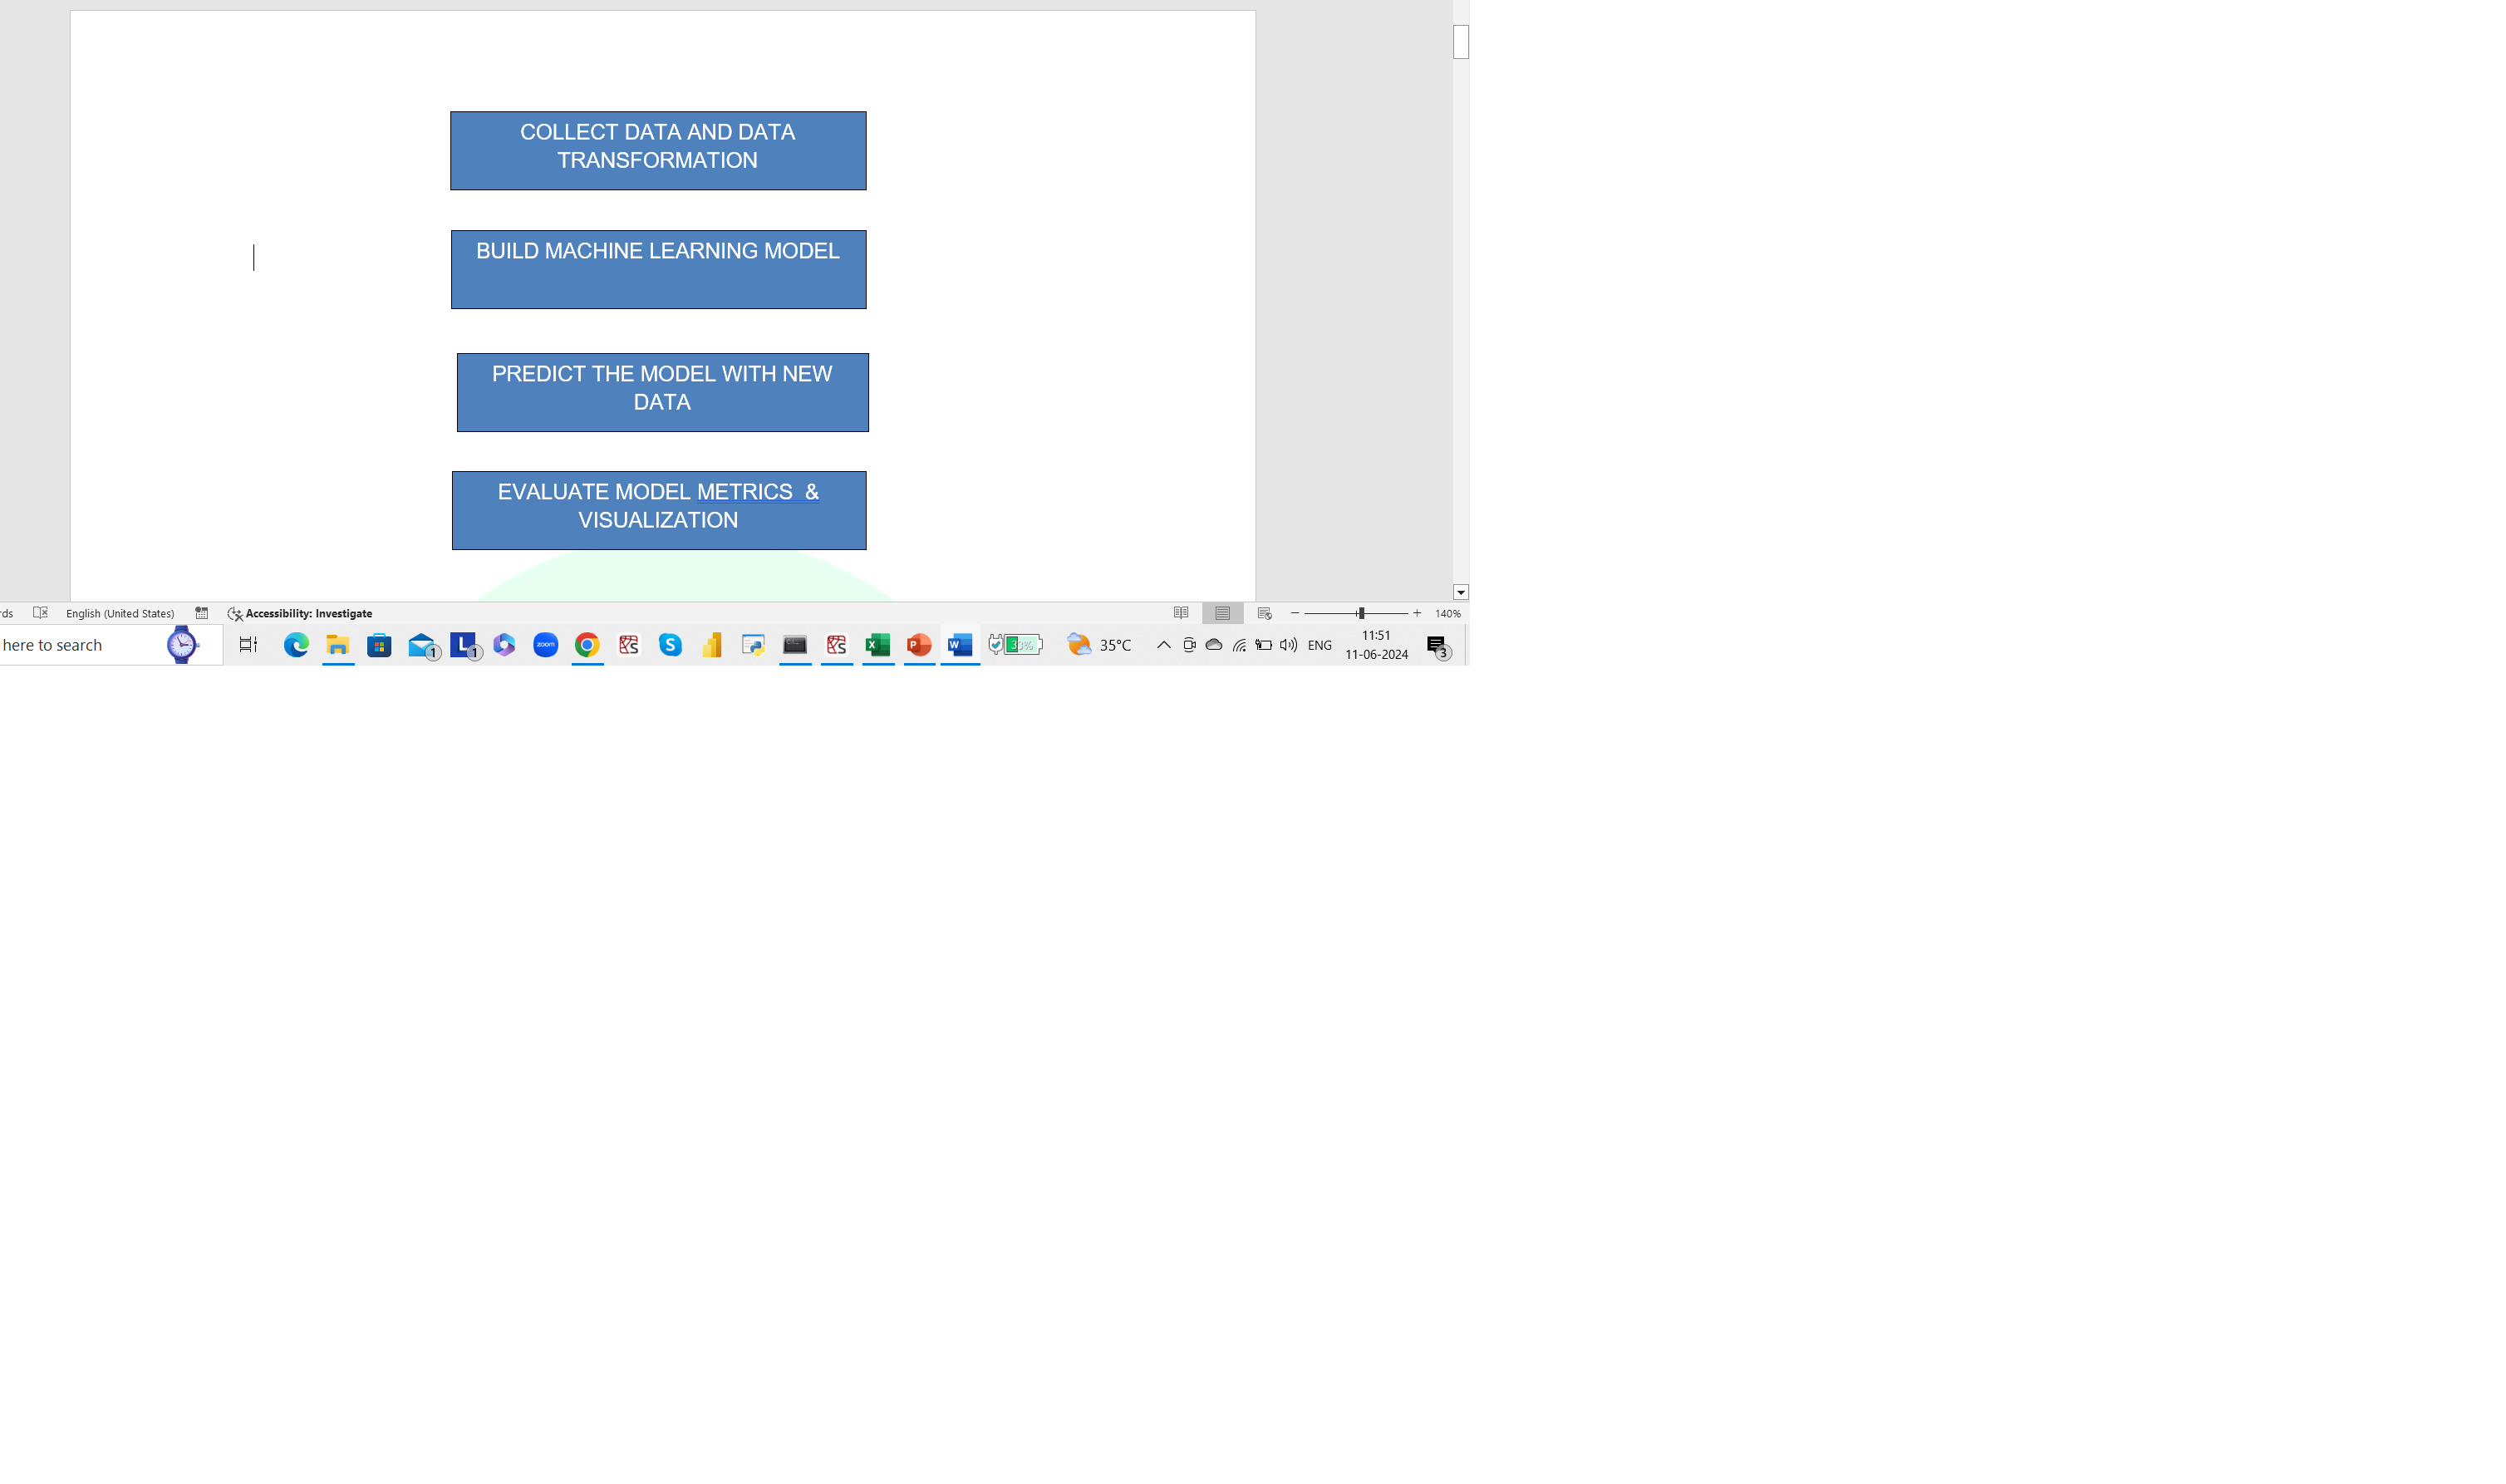 COLLECT DATA AND DATA
TRANSFORMATION
BUILD MACHINE LEARNING MODEL
PREDICT THE MODEL WITH NEW
DATA
EVALUATE MODEL METRICS  &
VISUALIZATION
rds English (United States) Accessibility: Investigate 140%
here to search 1 L 1 zoom S S S X P W 33% 35°C ENG 11:51
11-06-2024 3